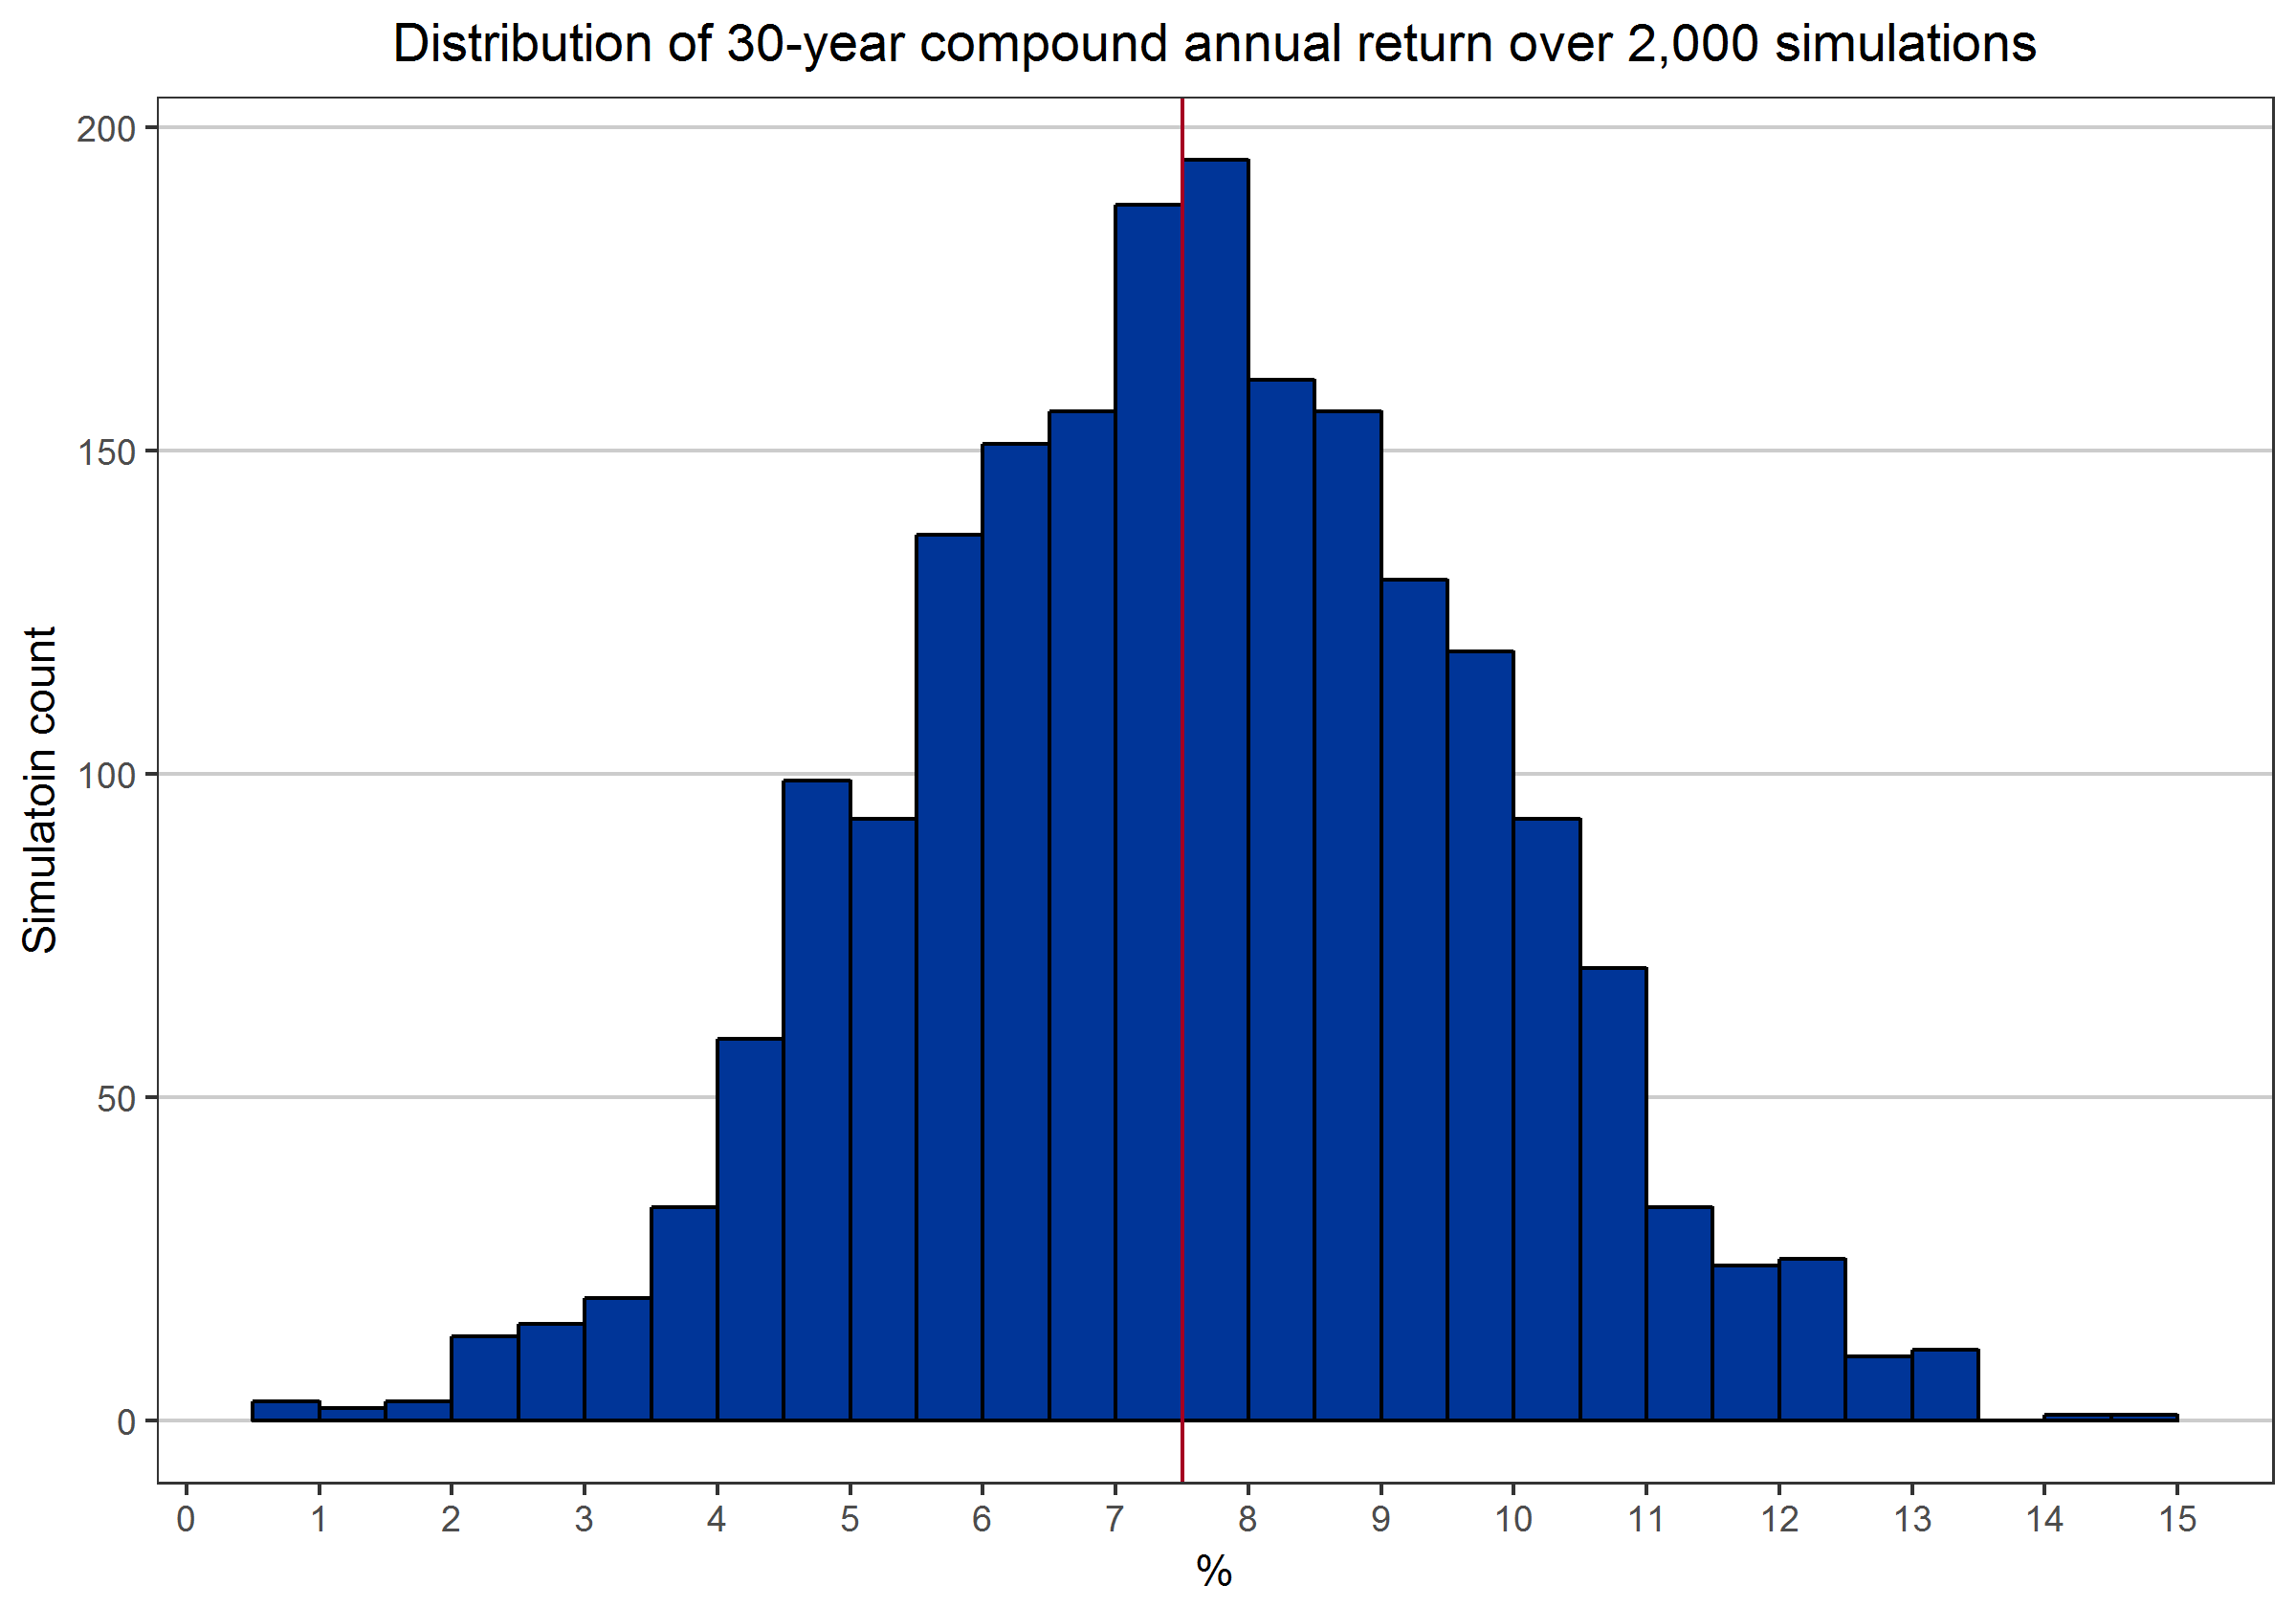 Distribution of 30-year compound annual return over 2,000 simulations
200
150
100
50
0
Simulatoin count
0 1 2 3 4 5 6 7 8 9 10 11 12 13 14 15
%